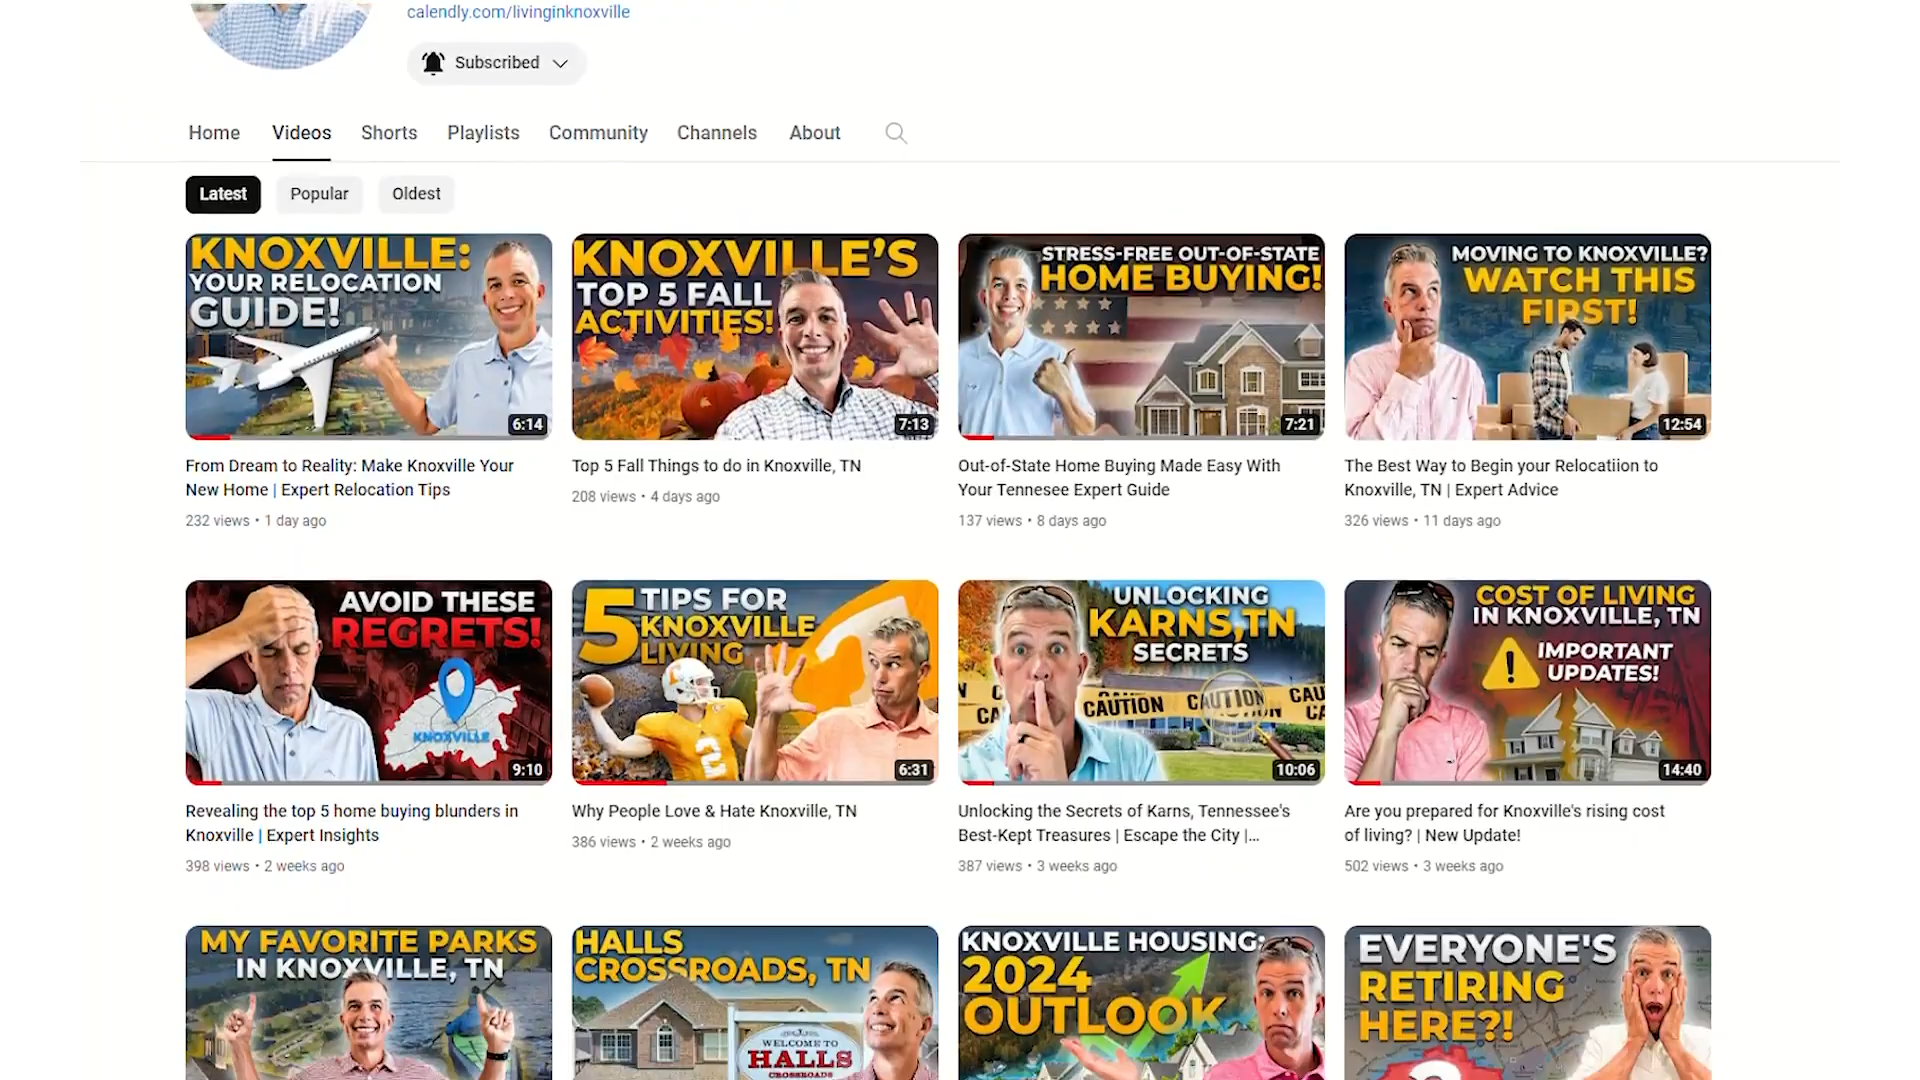 calendly.com/livinginknoxville
Subscribed
Home Videos Shorts Playlists Community Channels About
Latest Popular Oldest
KNOXVILLE:
YOUR RELOCATION
GUIDE!
6:14
KNOXVILLE'S
TOP 5 FALL
ACTIVITIES!
7:13
STRESS-FREE OUT-OF-STATE
HOME BUYING!
7:21
MOVING TO KNOXVILLE?
WATCH THIS
FIRST!
12:54
From Dream to Reality: Make Knoxville Your
New Home | Expert Relocation Tips
232 views • 1 day ago
Top 5 Fall Things to do in Knoxville, TN
208 views • 4 days ago
Out-of-State Home Buying Made Easy With
Your Tennesee Expert Guide
137 views • 8 days ago
The Best Way to Begin your Relocatiion to
Knoxville, TN | Expert Advice
326 views • 11 days ago
AVOID THESE
REGRETS!
KNOXVILLE
9:10
5 TIPS FOR
KNOXVILLE
LIVING
2
6:31
UNLOCKING
KARNS,TN
SECRETS
CAUTION CAUTION CAU
10:06
COST OF LIVING
IN KNOXVILLE, TN
! IMPORTANT
UPDATES!
14:40
Revealing the top 5 home buying blunders in
Knoxville | Expert Insights
398 views • 2 weeks ago
Why People Love & Hate Knoxville, TN
386 views • 2 weeks ago
Unlocking the Secrets of Karns, Tennessee's
Best-Kept Treasures | Escape the City |...
387 views • 3 weeks ago
Are you prepared for Knoxville's rising cost
of living? | New Update!
502 views • 3 weeks ago
MY FAVORITE PARKS
IN KNOXVILLE, TN
HALLS
CROSSROADS, TN
WELCOME TO
HALLS
CROSSROADS
KNOXVILLE HOUSING:
2024
OUTLOOK
EVERYONE'S
RETIRING
HERE?!